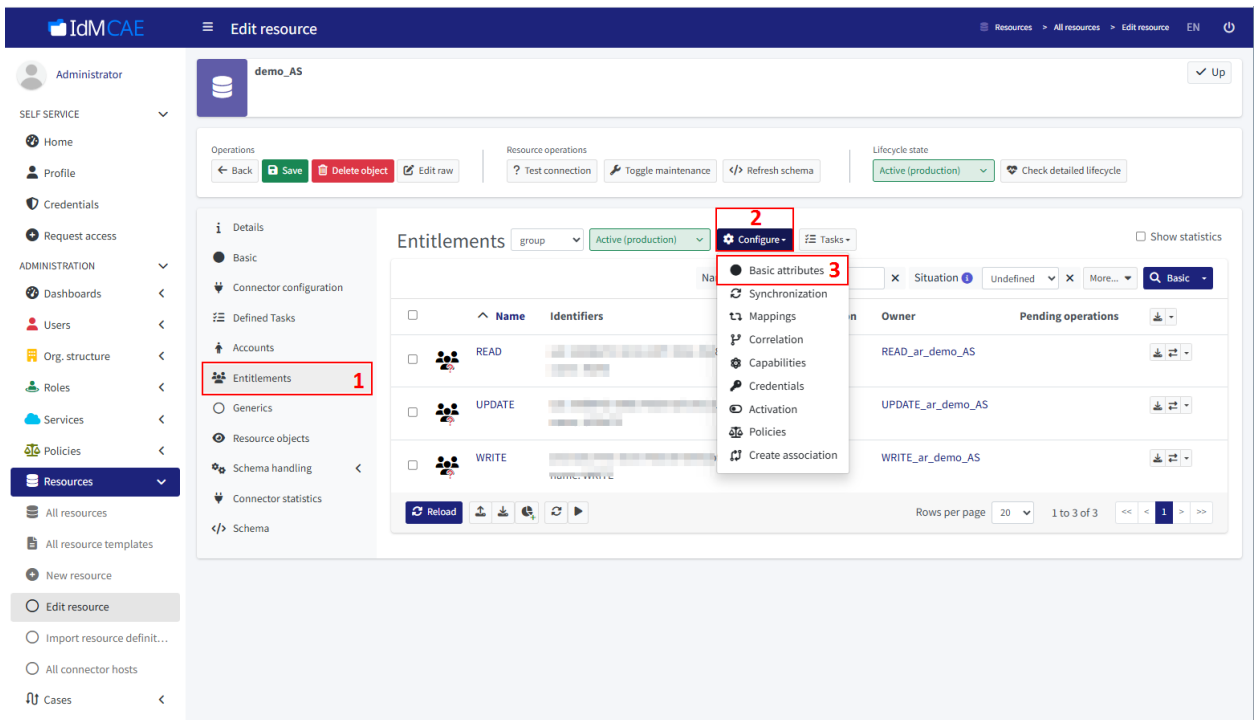 IdMCAE
Edit resource
Resources > All resources > Edit resource EN
Administrator
SELF SERVICE
Home
Profile
Credentials
Request access
ADMINISTRATION
Dashboards
Users
Org. structure
Roles
Services
Policies
Resources
All resources
All resource templates
New resource
Edit resource
Import resource definit...
All connector hosts
Cases
demo_AS
Up
Operations
Back Save Delete object Edit raw
Resource operations
? Test connection Toggle maintenance </> Refresh schema
Lifecycle state
Active (production) Check detailed lifecycle
Details
Basic
Connector configuration
Defined Tasks
Accounts
Entitlements 1
Generics
Resource objects
Schema handling
Connector statistics
</> Schema
2
Entitlements group Active (production) Configure Tasks Show statistics
Basic attributes 3
Synchronization
Mappings
Correlation
Capabilities
Credentials
Activation
Policies
Create association
Situation Undefined More... Basic
Name Identifiers Owner Pending operations
READ READ_ar_demo_AS
UPDATE UPDATE_ar_demo_AS
WRITE WRITE_ar_demo_AS
name: WRITE
Reload Rows per page 20 1 to 3 of 3 << < 1 > >>